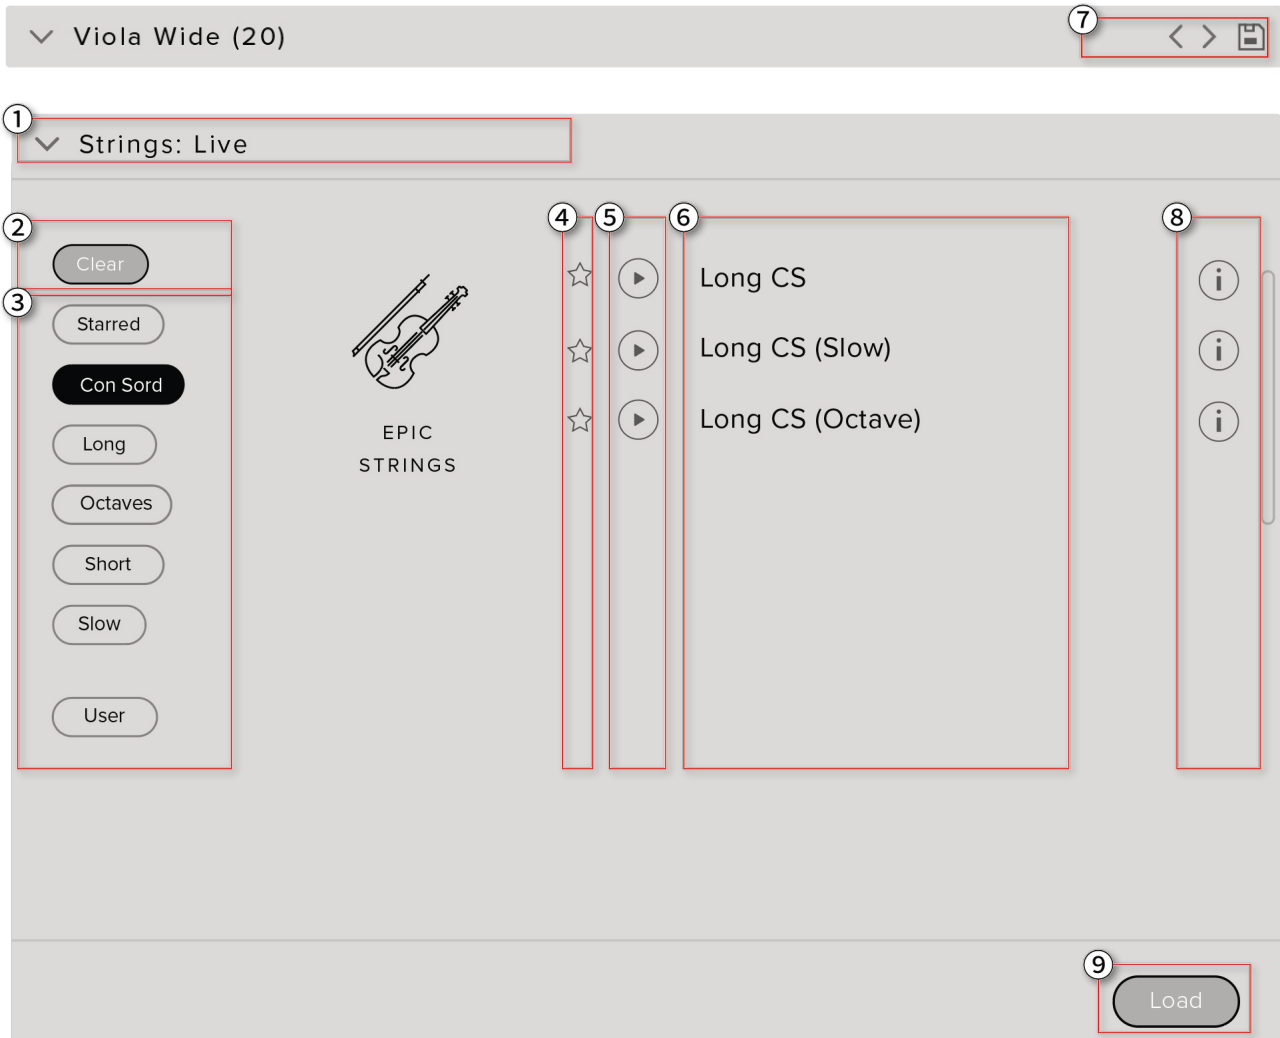 Viola Wide (20)
7
1
Strings: Live
2
Clear
3
Starred
Con Sord
Long
Octaves
Short
Slow
User
EPIC
STRINGS
4
5
6
Long CS
Long CS (Slow)
Long CS (Octave)
8
i
i
i
9
Load